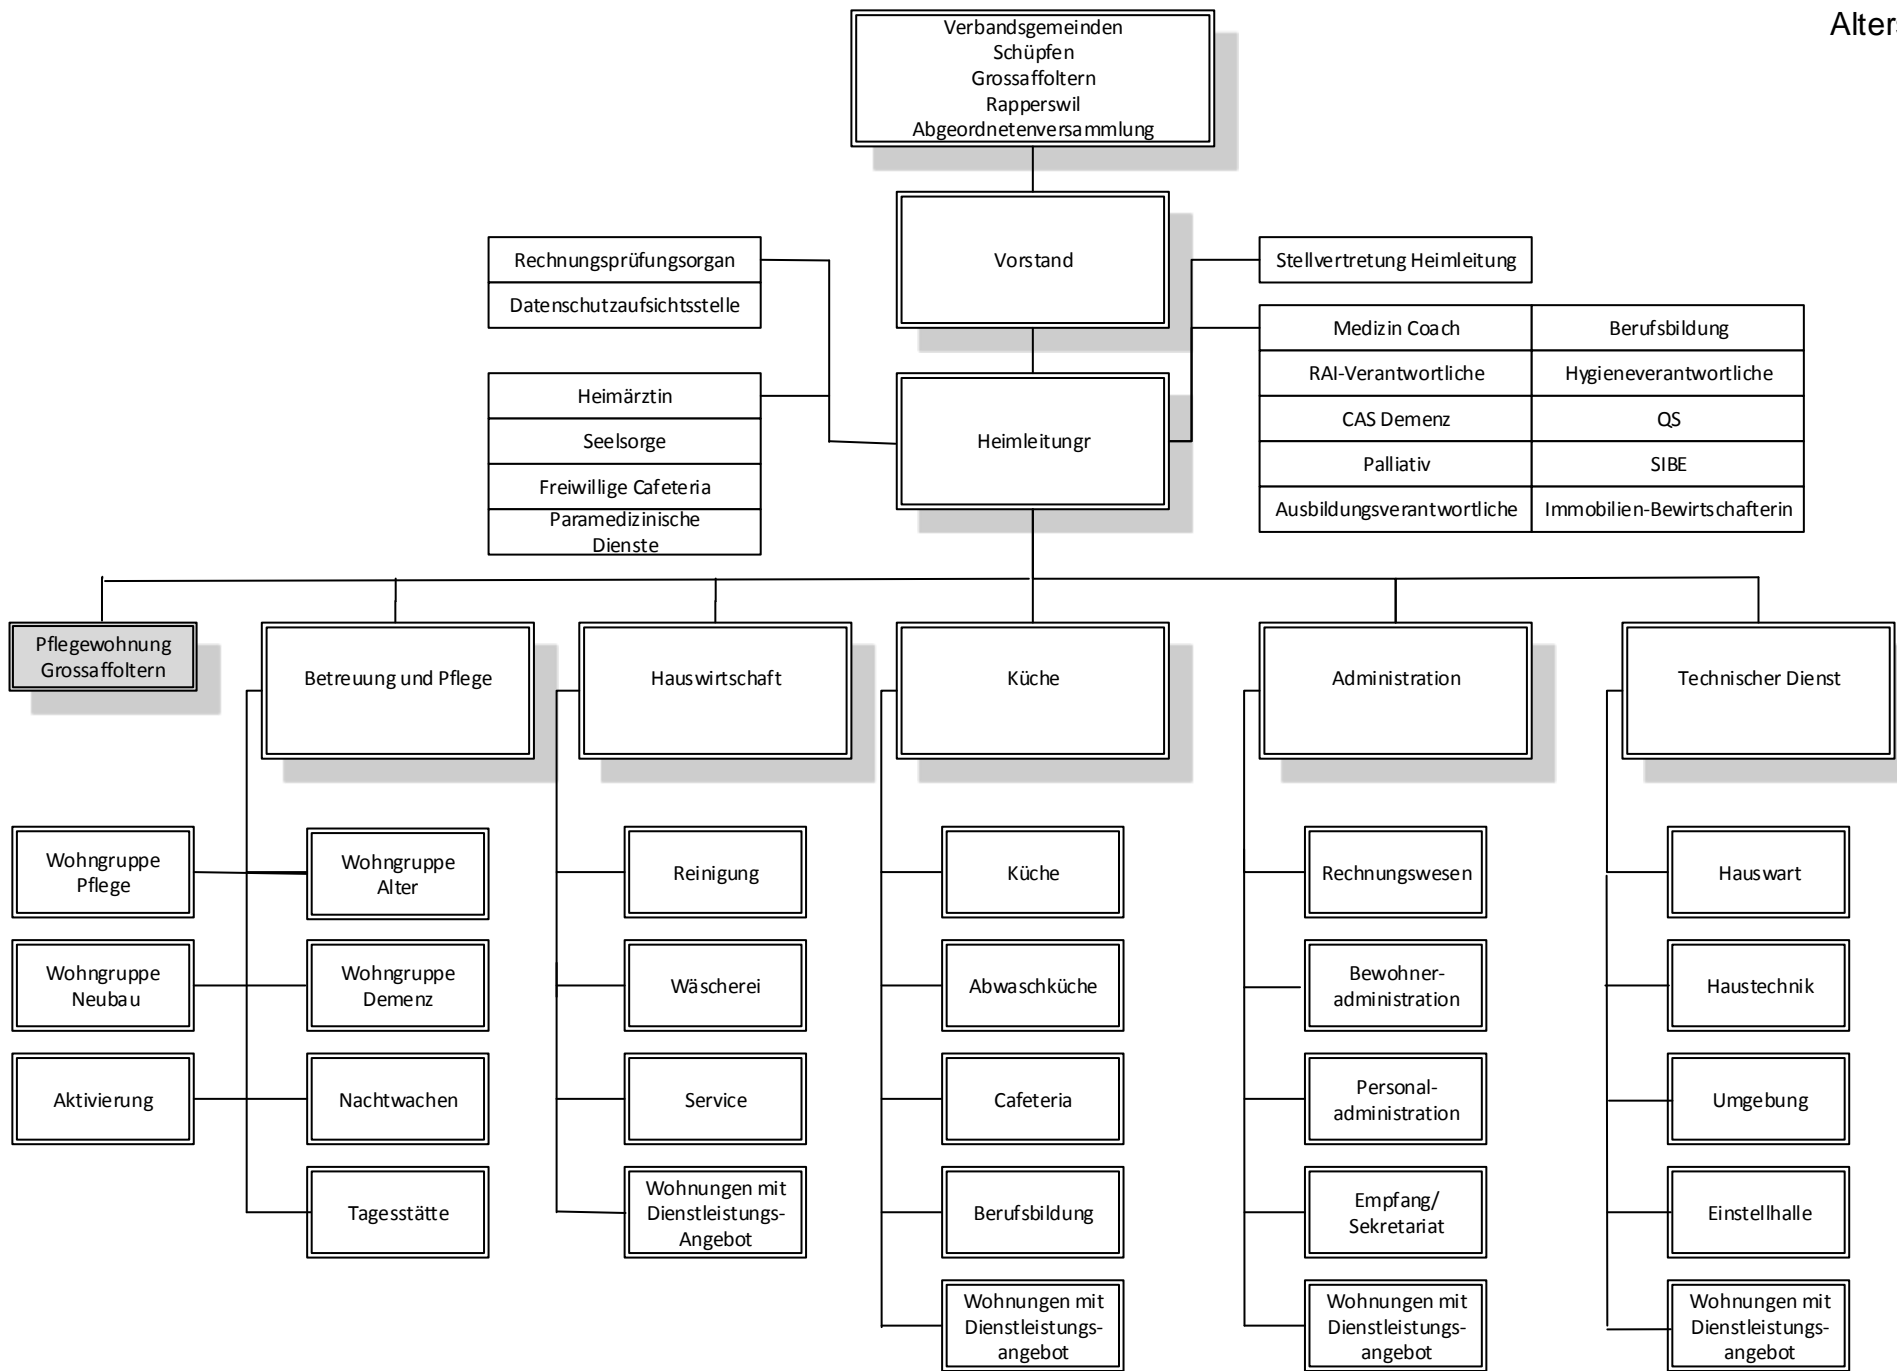 Alters
Verbandsgemeinden
Schüpfen
Grossaffoltern
Rapperswil
Abgeordnetenversammlung
Vorstand
Rechnungsprüfungsorgan
Datenschutzaufsichtsstelle
Stellvertretung Heimleitung
Heimärztin
Seelsorge
Freiwillige Cafeteria
Paramedizinische
Dienste
Heimleitungr
Medizin Coach
Berufsbildung
RAI-Verantwortliche
Hygieneverantwortliche
CAS Demenz
QS
Palliativ
SIBE
Ausbildungsverantwortliche
Immobilien-Bewirtschafterin
Pflegewohnung
Grossaffoltern
Betreuung und Pflege
Hauswirtschaft
Küche
Administration
Technischer Dienst
Wohngruppe
Pflege
Wohngruppe
Alter
Reinigung
Küche
Rechnungswesen
Hauswart
Wohngruppe
Neubau
Wohngruppe
Demenz
Wäscherei
Abwaschküche
Bewohner-
administration
Haustechnik
Aktivierung
Nachtwachen
Service
Cafeteria
Personal-
administration
Umgebung
Tagesstätte
Wohnungen mit
Dienstleistungs-
Angebot
Berufsbildung
Empfang/
Sekretariat
Einstellhalle
Wohnungen mit
Dienstleistungs-
angebot
Wohnungen mit
Dienstleistungs-
angebot
Wohnungen mit
Dienstleistungs-
angebot